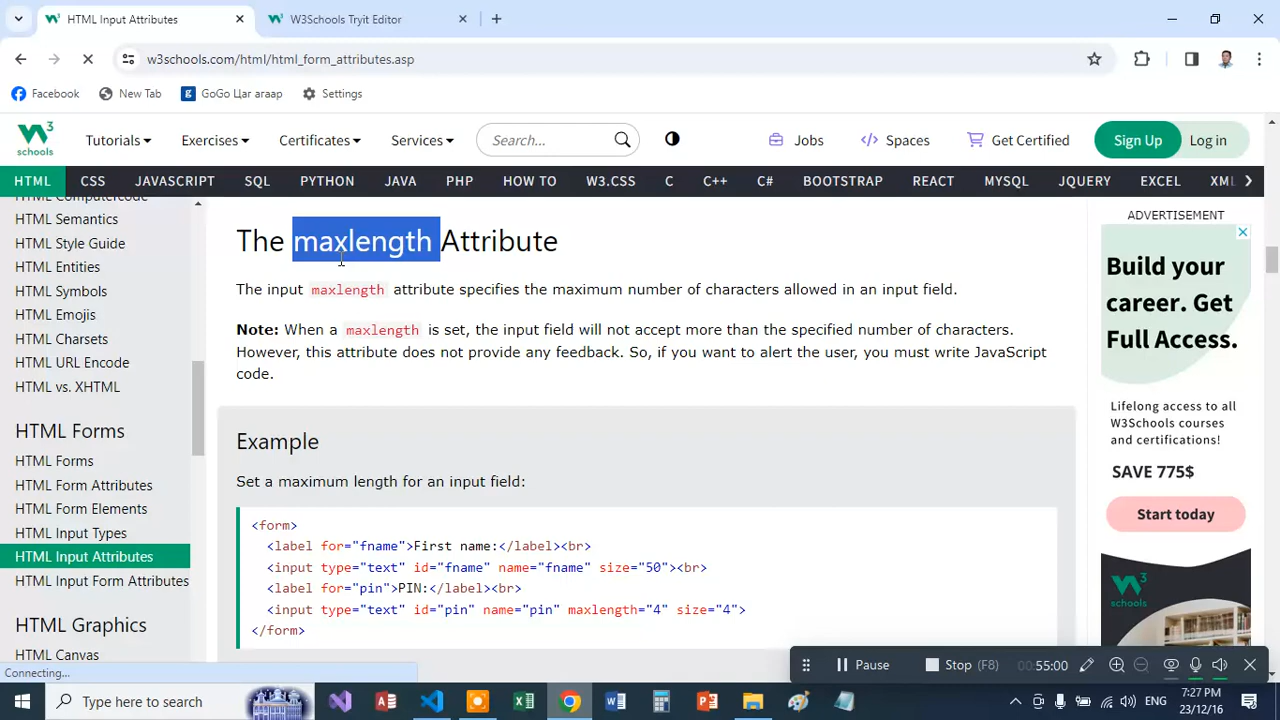 HTML Input Attributes
W3Schools Tryit Editor
w3schools.com/html/html_form_attributes.asp
Facebook
New Tab
GoGo Цаг агаар
Settings
W3
schools
Tutorials
Exercises
Certificates
Services
Search...
Jobs
Spaces
Get Certified
Sign Up
Log in
HTML CSS JAVASCRIPT SQL PYTHON JAVA PHP HOW TO W3.CSS C C++ C# BOOTSTRAP REACT MYSQL JQUERY EXCEL XML
HTML Computercode
HTML Semantics
HTML Style Guide
HTML Entities
HTML Symbols
HTML Emojis
HTML Charsets
HTML URL Encode
HTML vs. XHTML
HTML Forms
HTML Forms
HTML Form Attributes
HTML Form Elements
HTML Input Types
HTML Input Attributes
HTML Input Form Attributes
HTML Graphics
HTML Canvas
The maxlength Attribute
The input maxlength attribute specifies the maximum number of characters allowed in an input field.
Note: When a maxlength is set, the input field will not accept more than the specified number of characters.
However, this attribute does not provide any feedback. So, if you want to alert the user, you must write JavaScript
code.
Example
Set a maximum length for an input field:
<form>
<label for="fname">First name:</label><br>
<input type="text" id="fname" name="fname" size="50"><br>
<label for="pin">PIN:</label><br>
<input type="text" id="pin" name="pin" maxlength="4" size="4">
</form>
ADVERTISEMENT
Build your
career. Get
Full Access.
Lifelong access to all
W3Schools courses
and certifications!
SAVE 775$
Start today
W3
schools
Connecting...
Pause
Stop (F8)
00:55:00
Type here to search
ENG
7:27 PM
23/12/16